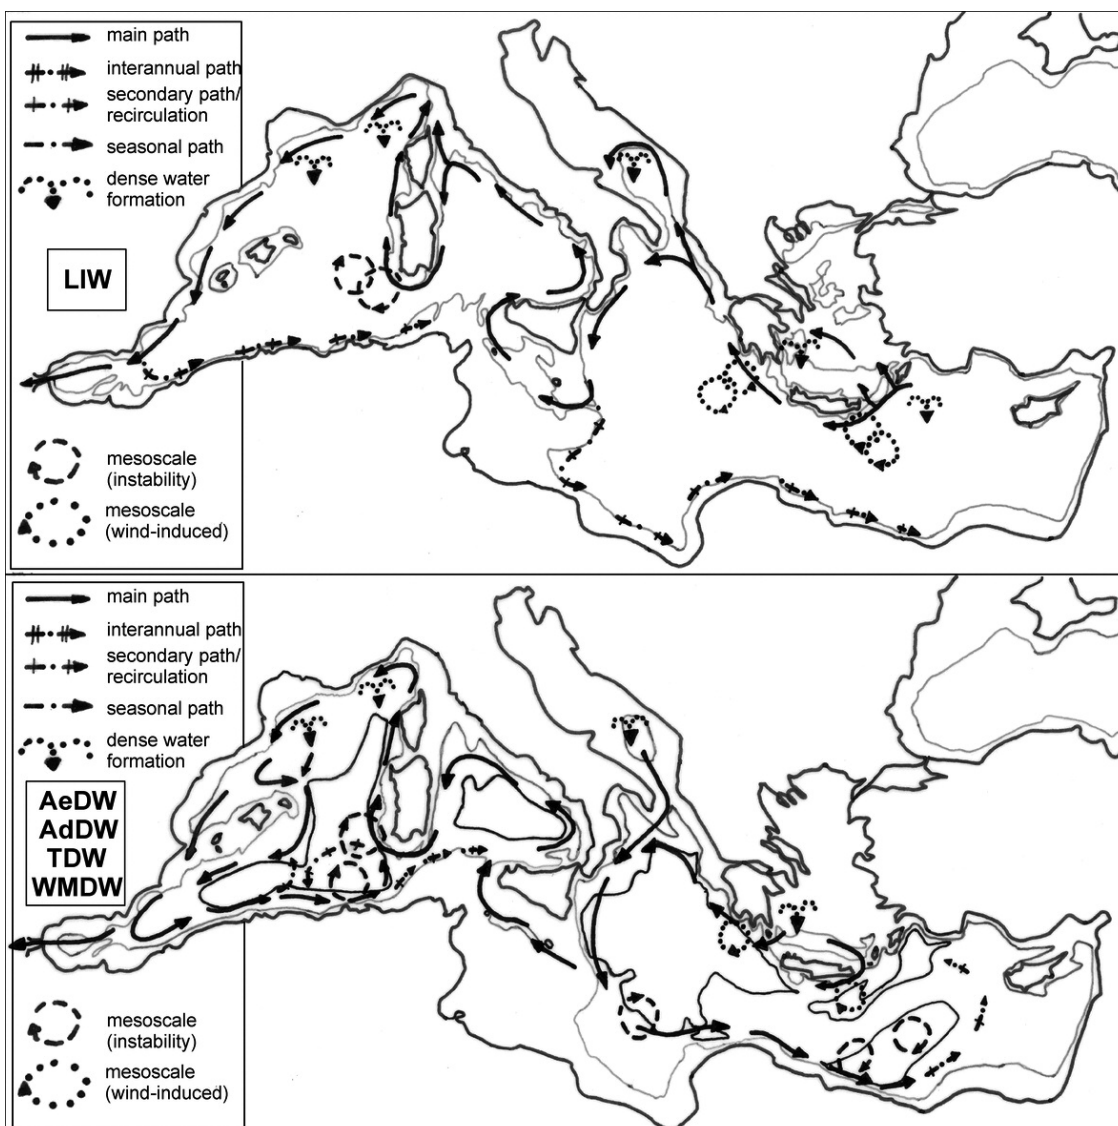 main path
interannual path
secondary path/
recirculation
seasonal path
dense water
formation
LIW
mesoscale
(instability)
mesoscale
(wind-induced)
main path
interannual path
secondary path/
recirculation
seasonal path
dense water
formation
AeDW
AdDW
TDW
WMDW
mesoscale
(instability)
mesoscale
(wind-induced)